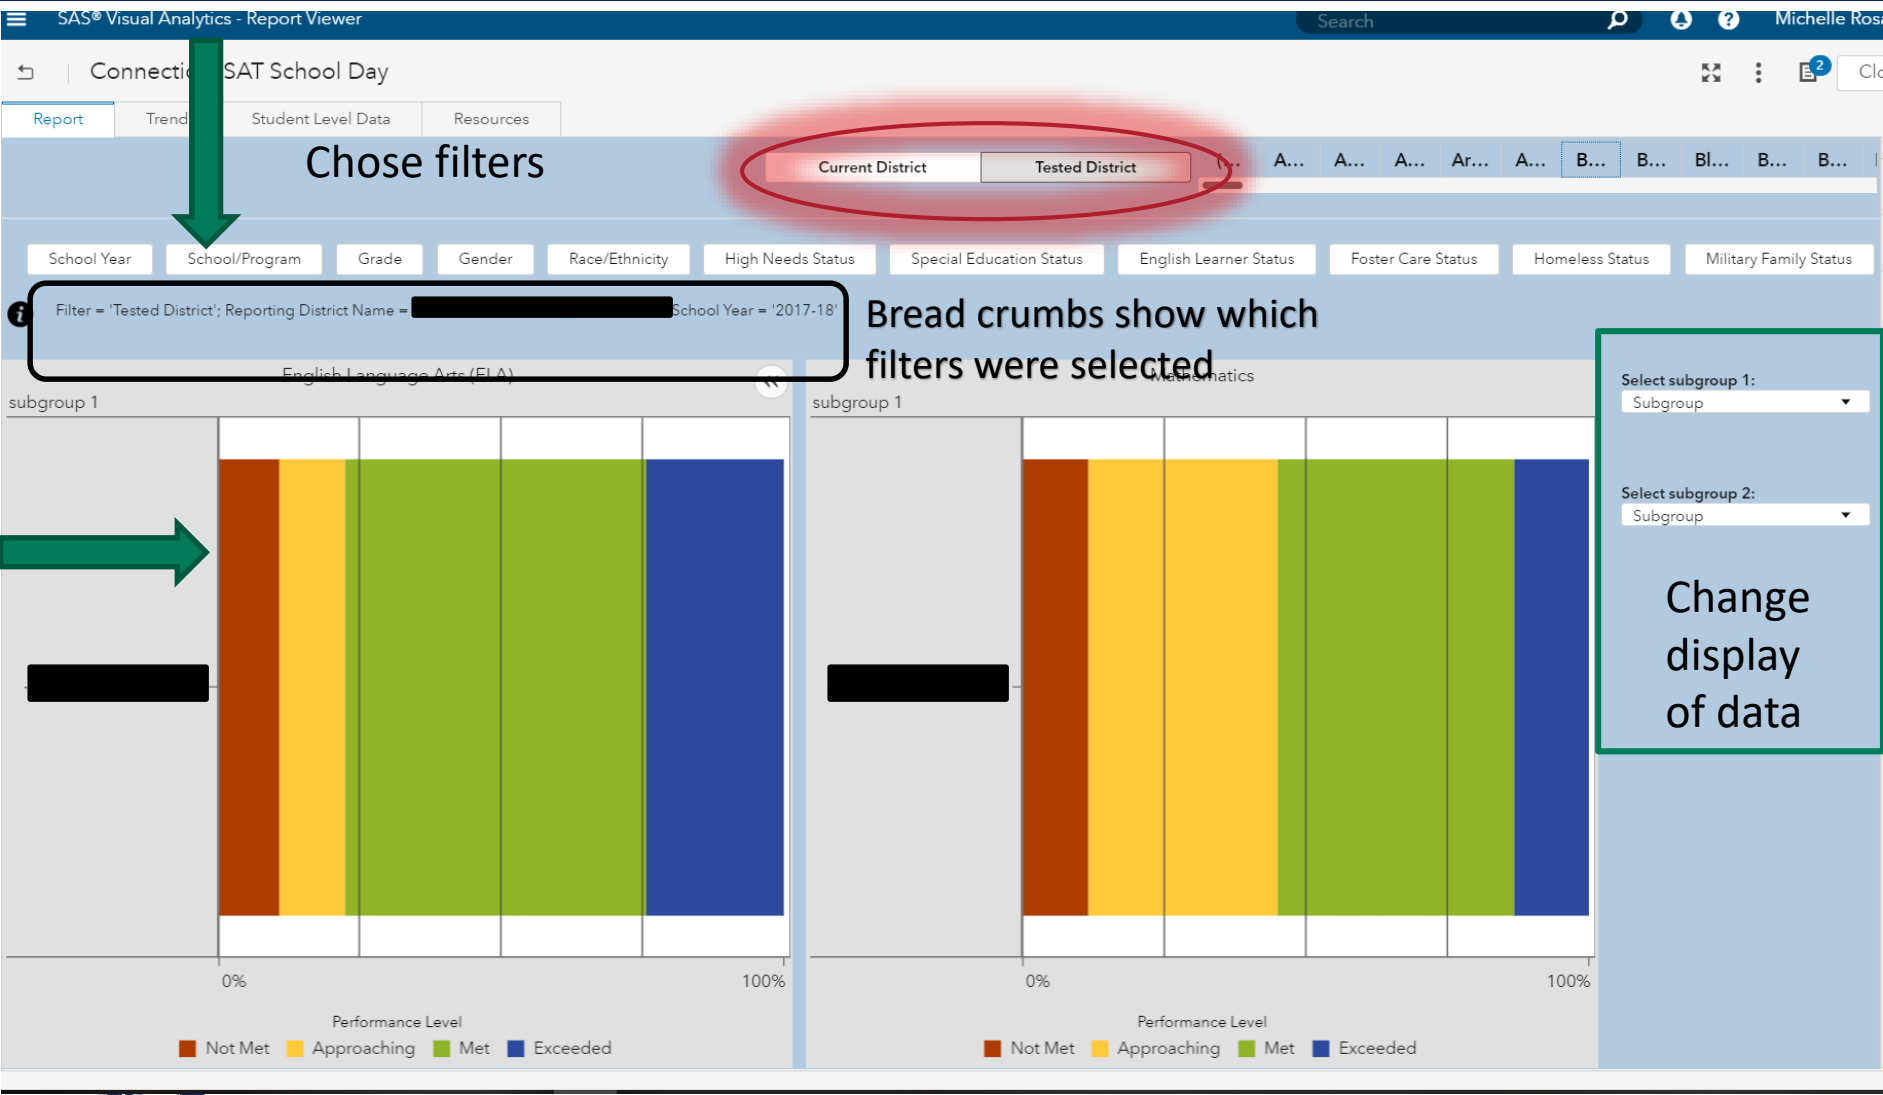 SAS® Visual Analytics - Report Viewer
Search
Michelle
SAT School Day
2
Report
Student Level Data
Resources
Chose filters
Current District
Tested District
(...
A...
A...
A...
Ar...
A...
B...
B...
Bl...
B...
B...
School Year
School/Program
Grade
Gender
Race/Ethnicity
High Needs Status
Special Education Status
English Learner Status
Foster Care Status
Homeless Status
Military Family Status
Filter = 'Tested District'; Reporting District Name =
School Year = '2017-18'
Bread crumbs show which
filters were selected
English Language Arts (ELA)
Mathematics
subgroup 1
subgroup 1
Select subgroup 1:
Subgroup
Select subgroup 2:
Subgroup
Change
display
of data
0%
100%
0%
100%
Performance Level
Not Met Approaching Met Exceeded
Performance Level
Not Met Approaching Met Exceeded